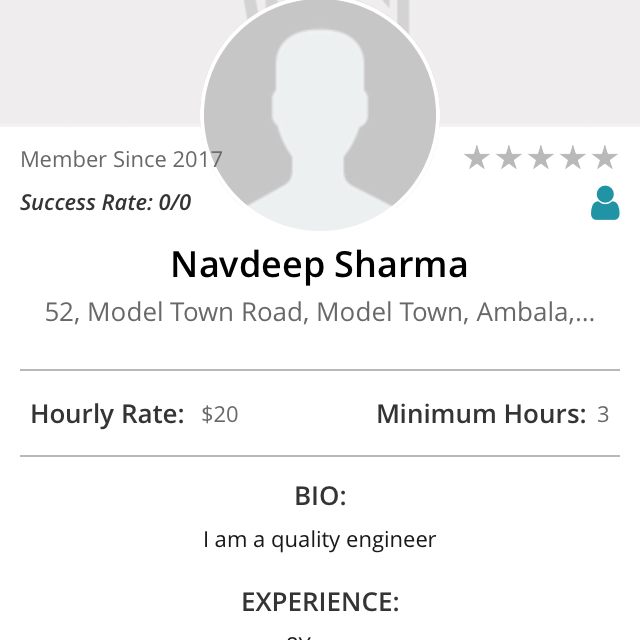 Member Since 2017
Success Rate: 0/0
Navdeep Sharma
52, Model Town Road, Model Town, Ambala,...
Hourly Rate: $20 Minimum Hours: 3
BIO:
I am a quality engineer
EXPERIENCE: